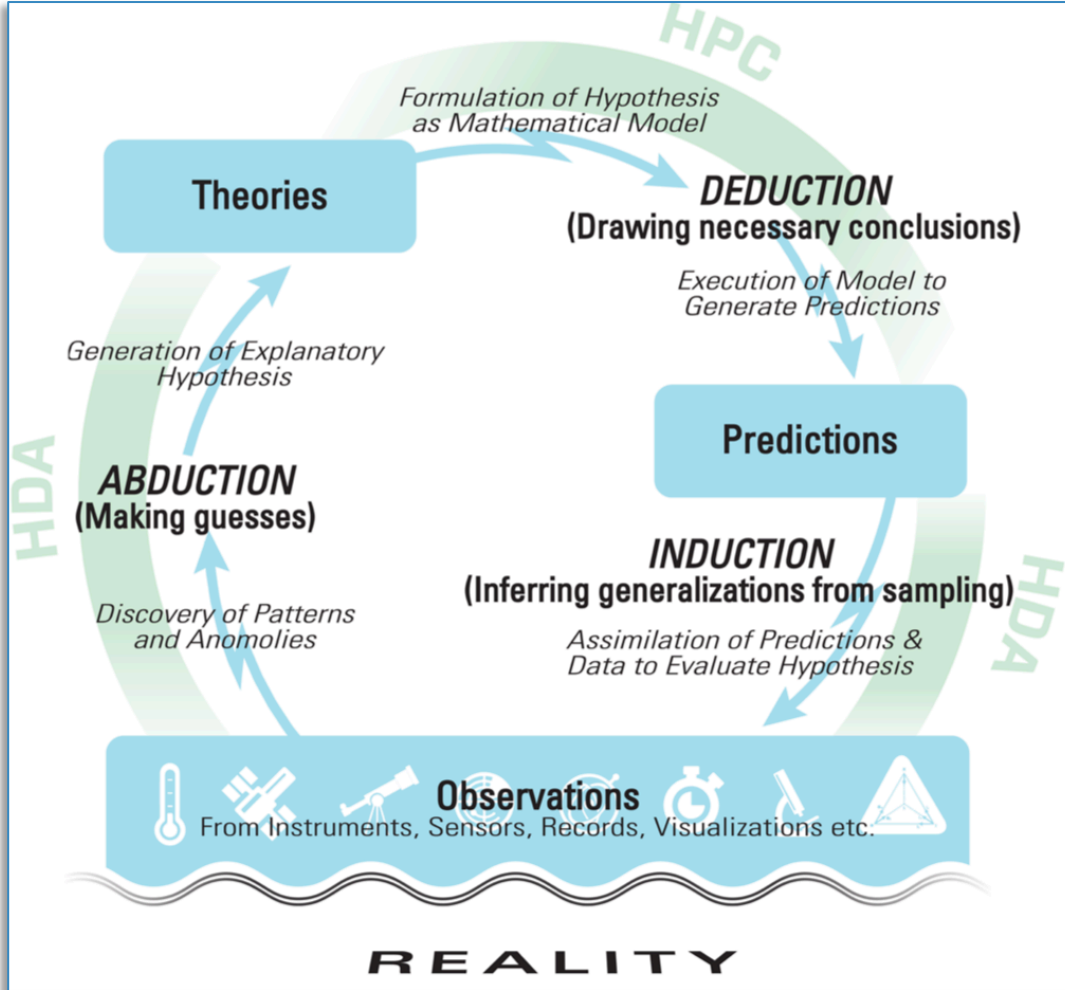 HPC
Formulation of Hypothesis
as Mathematical Model
Theories
DEDUCTION
(Drawing necessary conclusions)
Execution of Model to
Generate Predictions
Generation of Explanatory
Hypothesis
Predictions
HDA
ABDUCTION
(Making guesses)
INDUCTION
(Inferring generalizations from sampling)
HDA
Discovery of Patterns
and Anomolies
Assimilation of Predictions &
Data to Evaluate Hypothesis
Observations
From Instruments, Sensors, Records, Visualizations etc.
REALITY